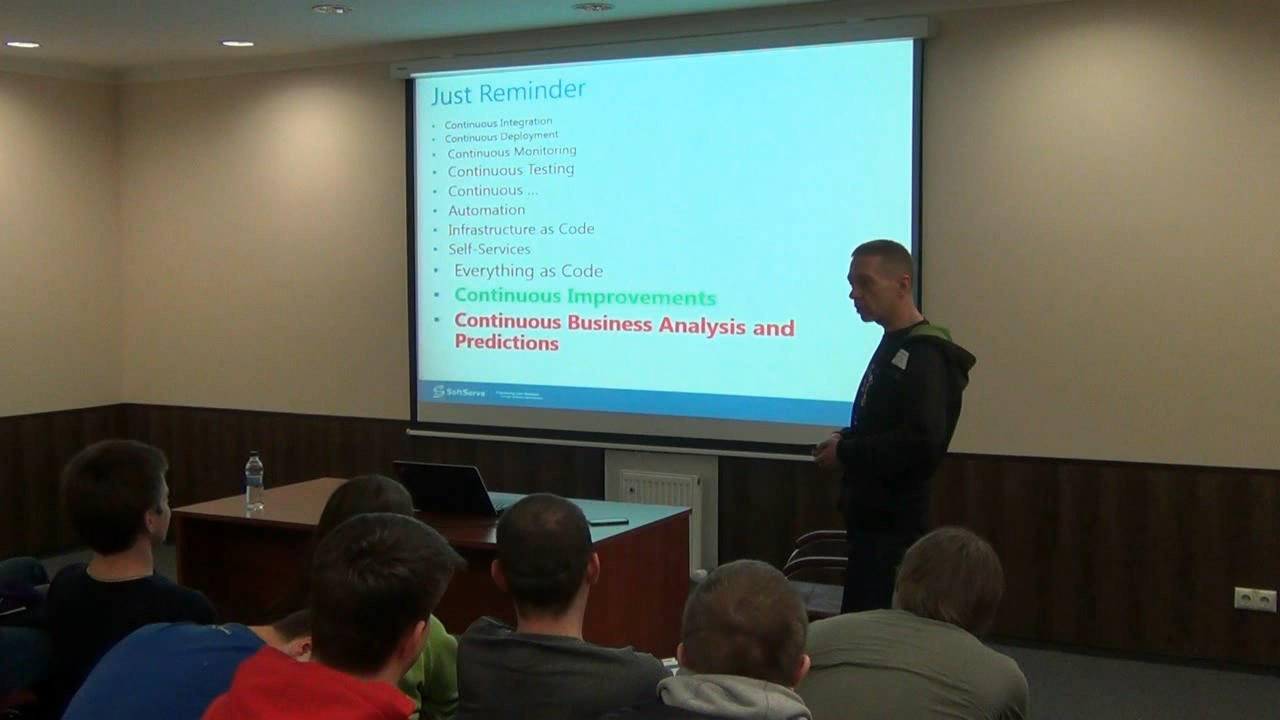 Just Reminder
• Continuous Integration
• Continuous Deployment
• Continuous Monitoring
• Continuous Testing
• Continuous ...
• Automation
• Infrastructure as Code
• Self-Services
• Everything as Code
• Continuous Improvements
• Continuous Business Analysis and
Predictions
SoftServe